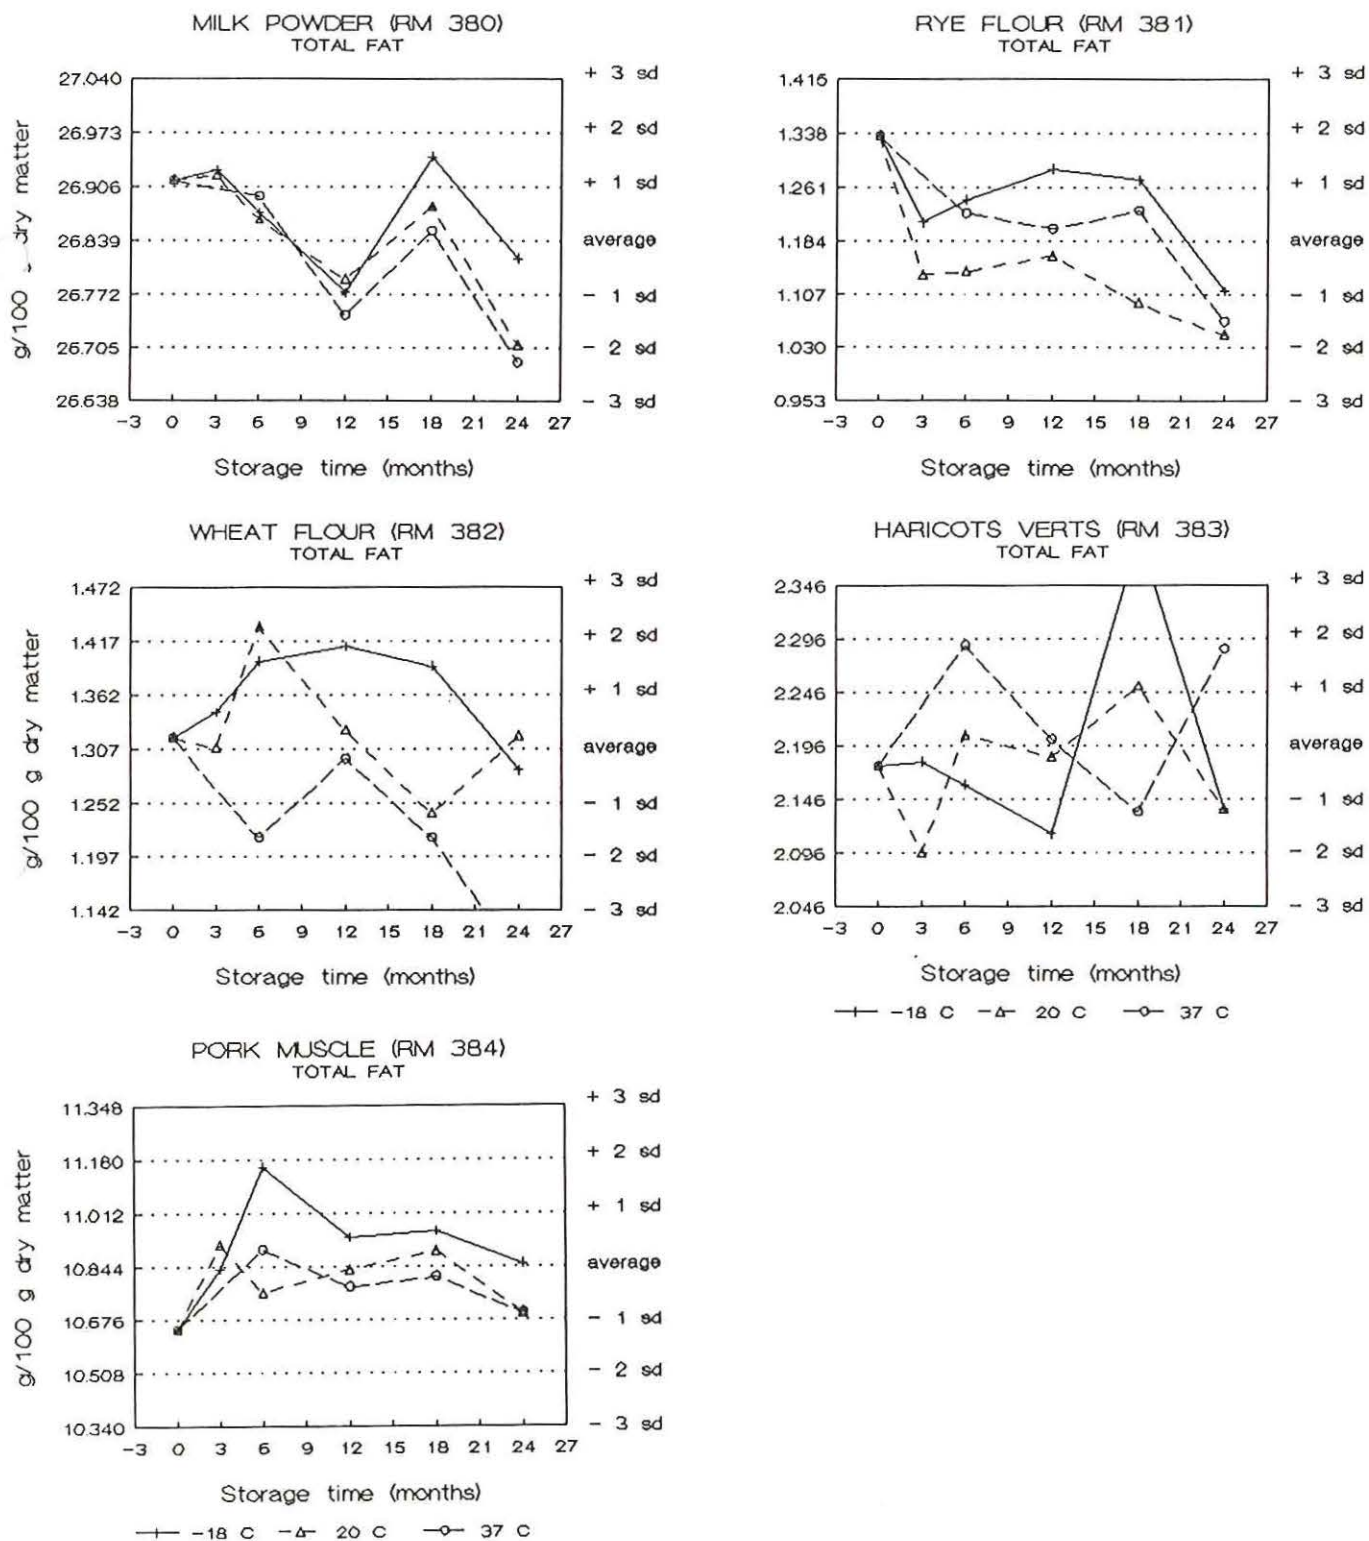 MILK POWDER (RM 380)
TOTAL FAT
g/100 dry matter
27.040
26.973
26.906
26.839
26.772
26.705
26.638
+ 3 sd
+ 2 sd
+ 1 sd
average
- 1 sd
- 2 sd
- 3 sd
-3 0 3 6 9 12 15 18 21 24 27
Storage time (months)
RYE FLOUR (RM 381)
TOTAL FAT
1.415
1.338
1.261
1.184
1.107
1.030
0.953
+ 3 sd
+ 2 sd
+ 1 sd
average
- 1 sd
- 2 sd
- 3 sd
-3 0 3 6 9 12 15 18 21 24 27
Storage time (months)
WHEAT FLOUR (RM 382)
TOTAL FAT
g/100 g dry matter
1.472
1.417
1.362
1.307
1.252
1.197
1.142
+ 3 sd
+ 2 sd
+ 1 sd
average
- 1 sd
- 2 sd
- 3 sd
-3 0 3 6 9 12 15 18 21 24 27
Storage time (months)
HARICOTS VERTS (RM 383)
TOTAL FAT
2.346
2.296
2.246
2.196
2.146
2.096
2.046
+ 3 sd
+ 2 sd
+ 1 sd
average
- 1 sd
- 2 sd
- 3 sd
-3 0 3 6 9 12 15 18 21 24 27
Storage time (months)
-18 C 20 C 37 C
PORK MUSCLE (RM 384)
TOTAL FAT
g/100 g dry matter
11.348
11.180
11.012
10.844
10.676
10.508
10.340
+ 3 sd
+ 2 sd
+ 1 sd
average
- 1 sd
- 2 sd
- 3 sd
-3 0 3 6 9 12 15 18 21 24 27
Storage time (months)
-18 C 20 C 37 C